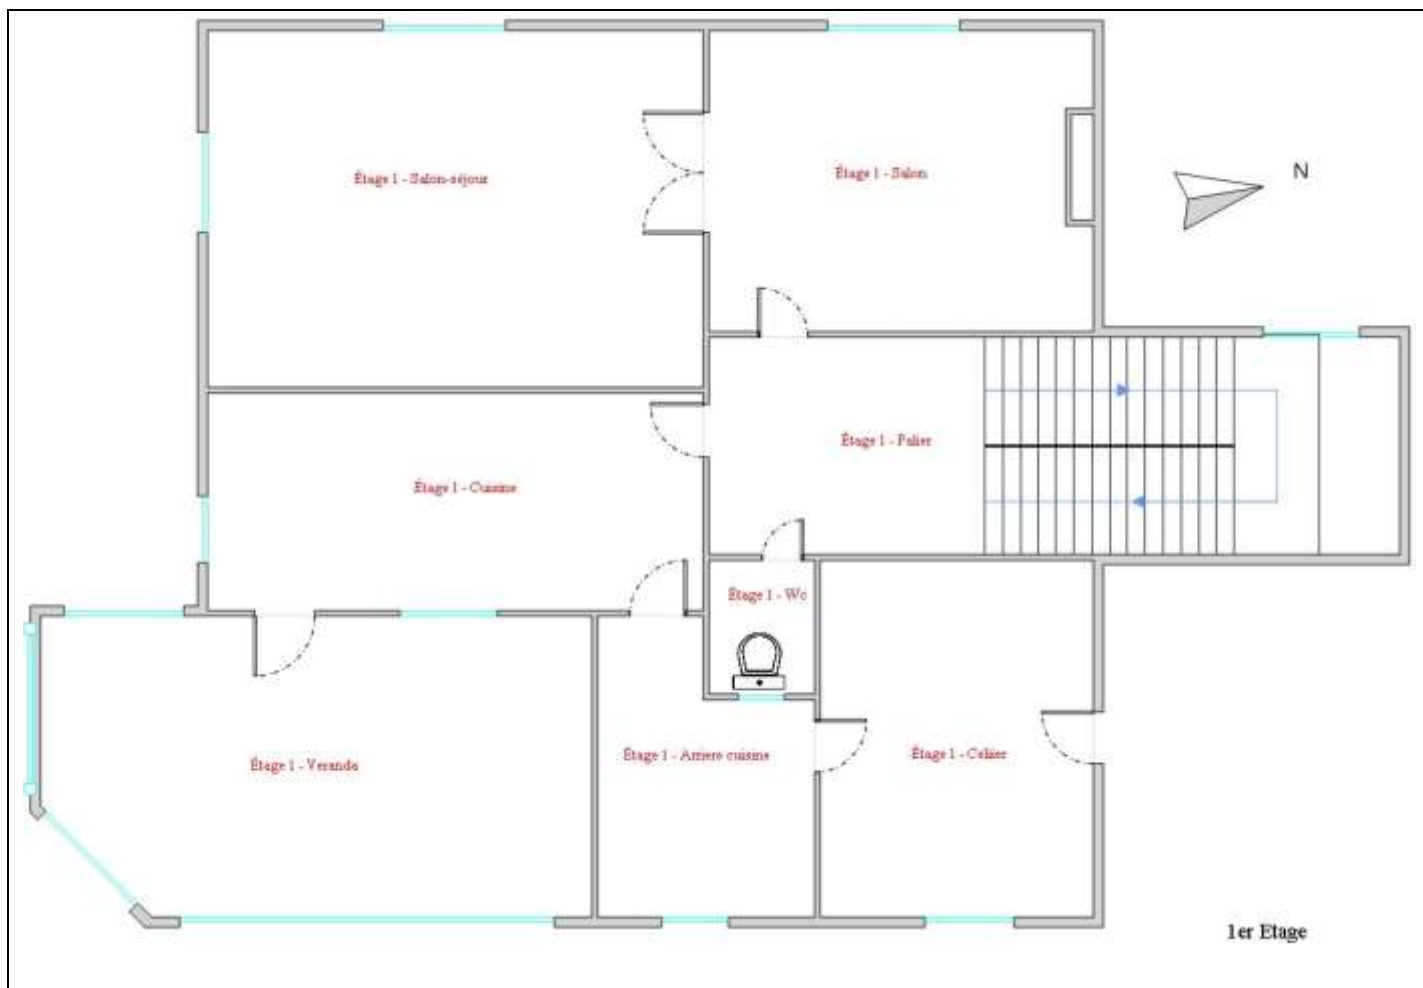 Étage 1 - Salon-séjour
Étage 1 - Salon
N
Étage 1 - Palier
Étage 1 - Cuisine
Étage 1 - Wc
Étage 1 - Veranda
Étage 1 - Arriere cuisine
Étage 1 - Celier
1er Etage